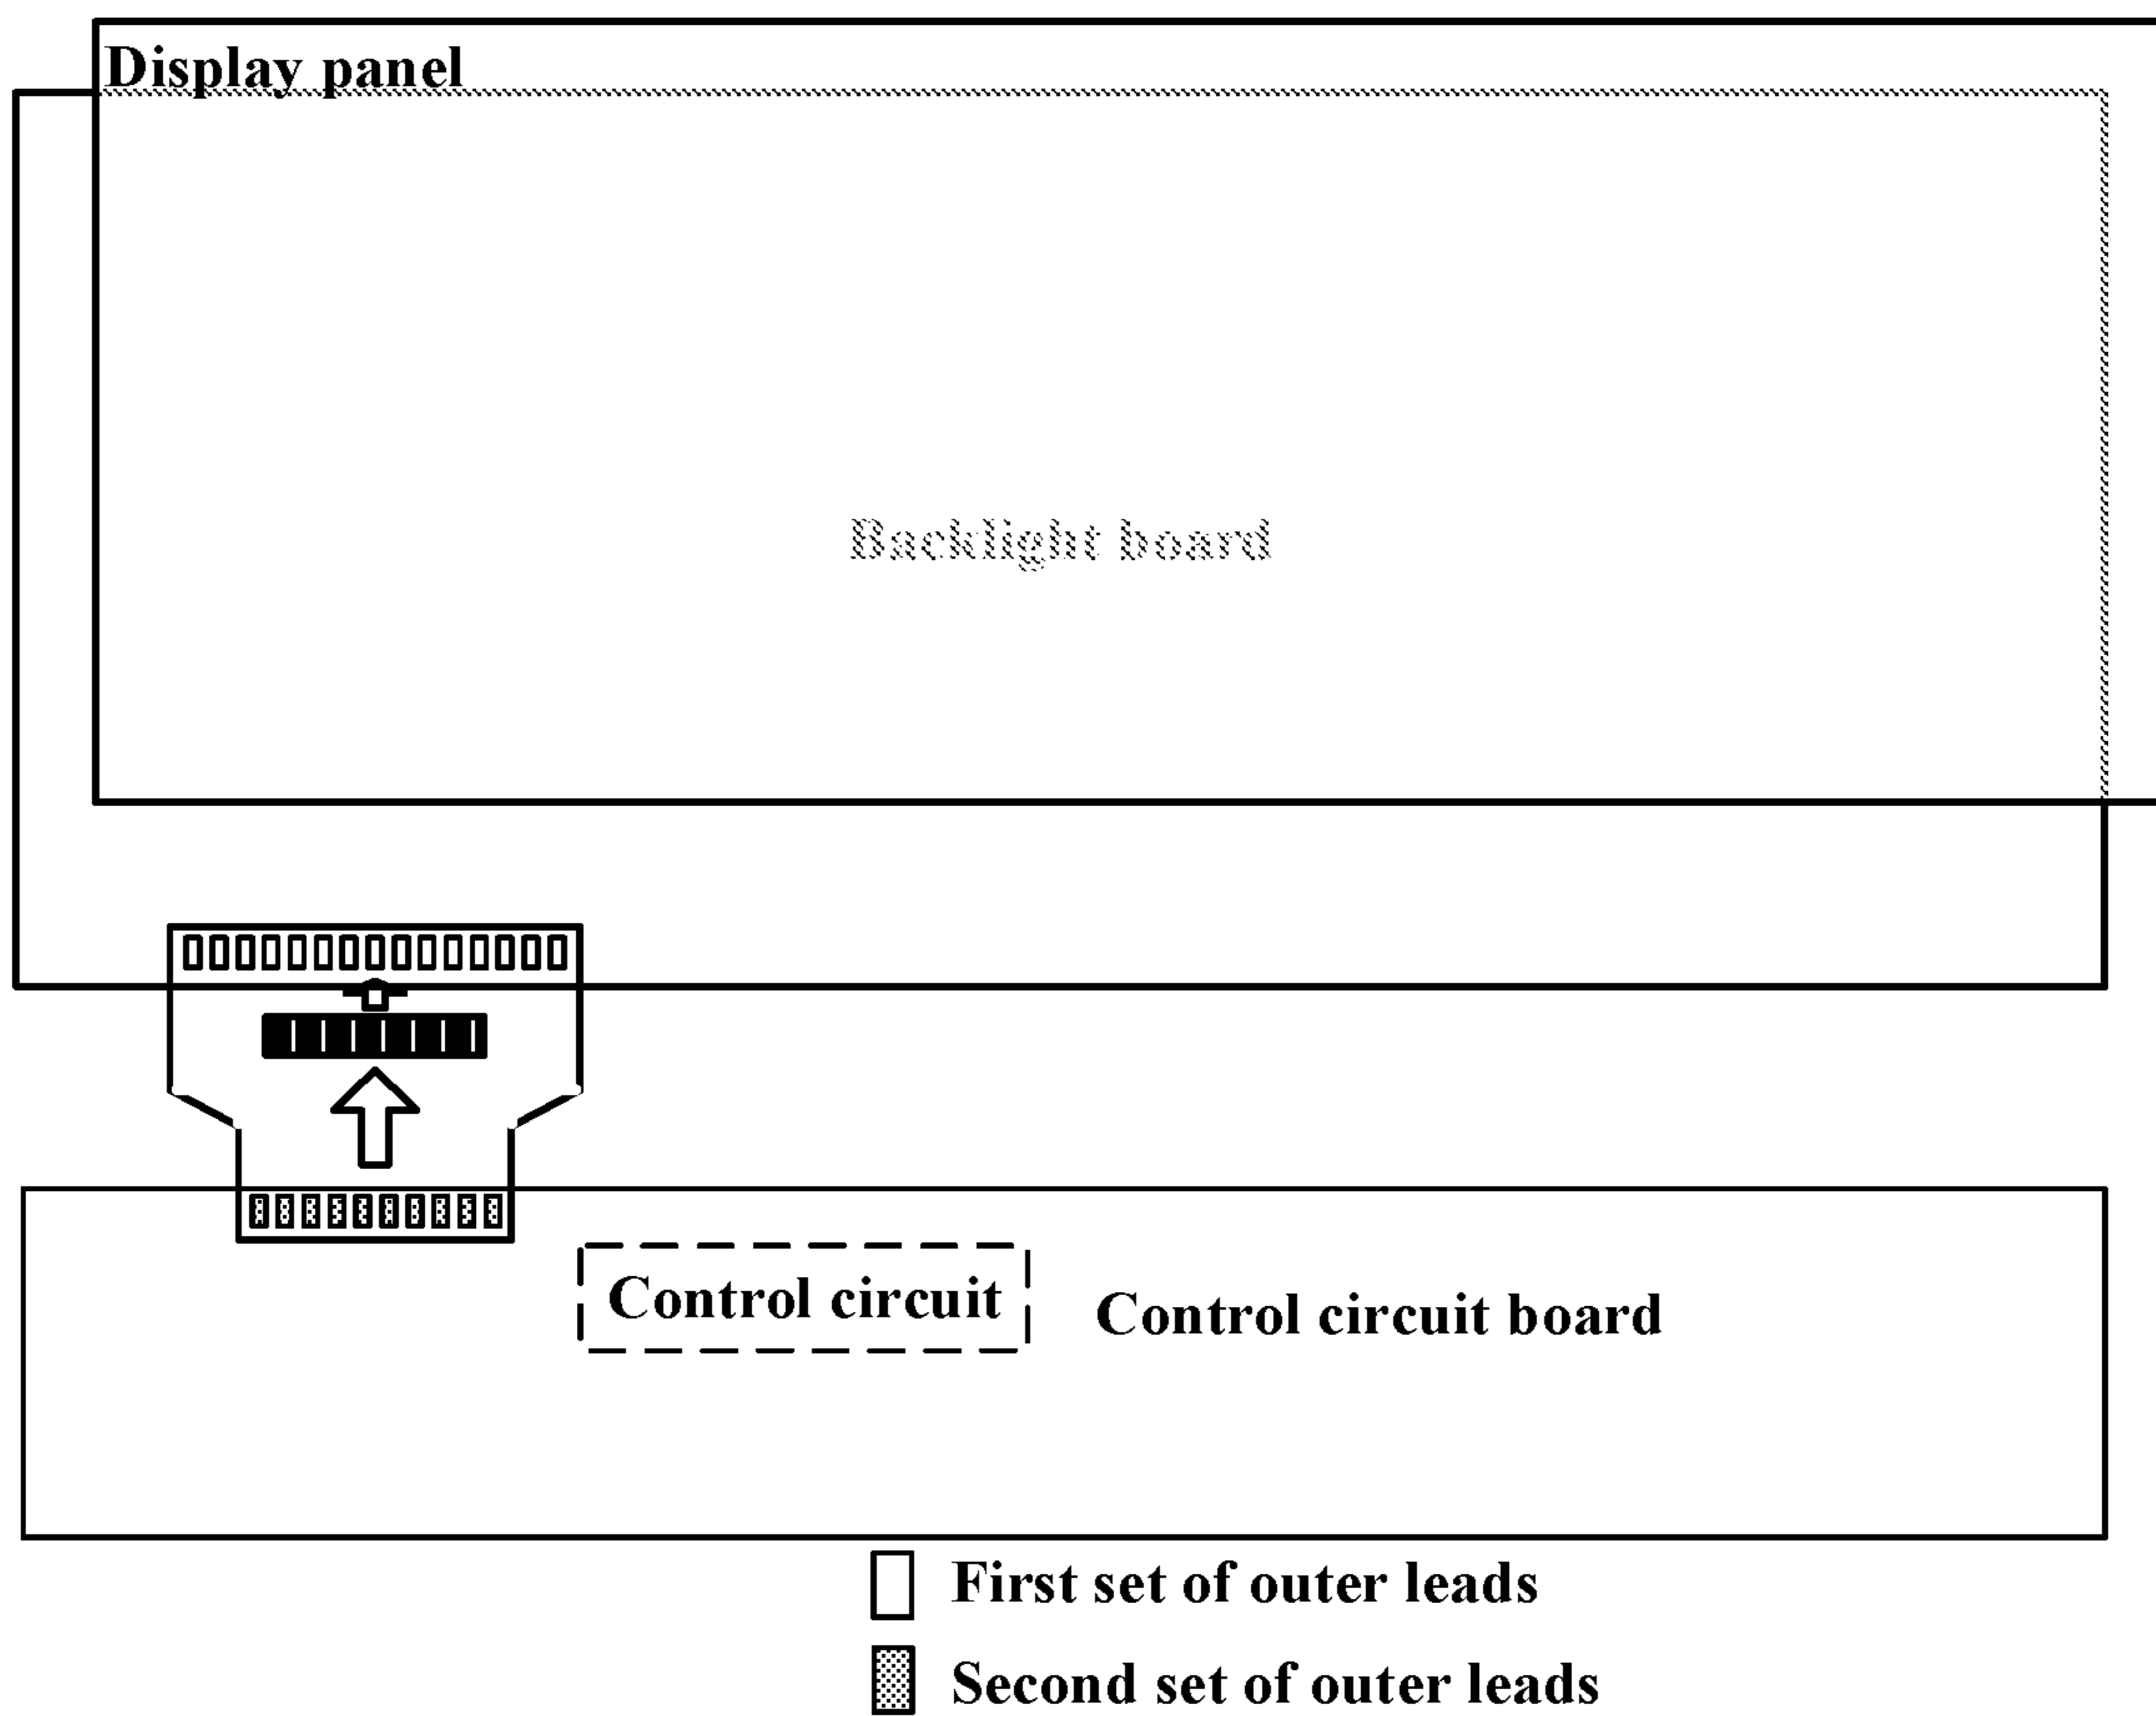 Display panel
Backlight board
Control circuit
Control circuit board
First set of outer leads
Second set of outer leads